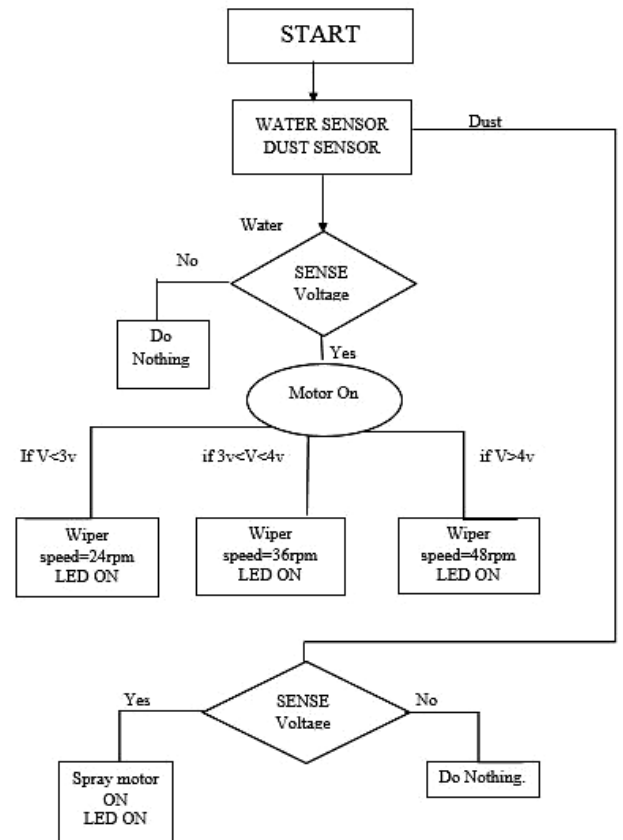 START
WATER SENSOR
DUST SENSOR
Dust
Water
No
SENSE
Voltage
Do
Nothing
Yes
Motor On
If V<3v
if 3v<V<4v
if V>4v
Wiper
speed=24rpm
LED ON
Wiper
speed=36rpm
LED ON
Wiper
speed=48rpm
LED ON
Yes
SENSE
Voltage
No
Spray motor
ON
LED ON
Do Nothing.